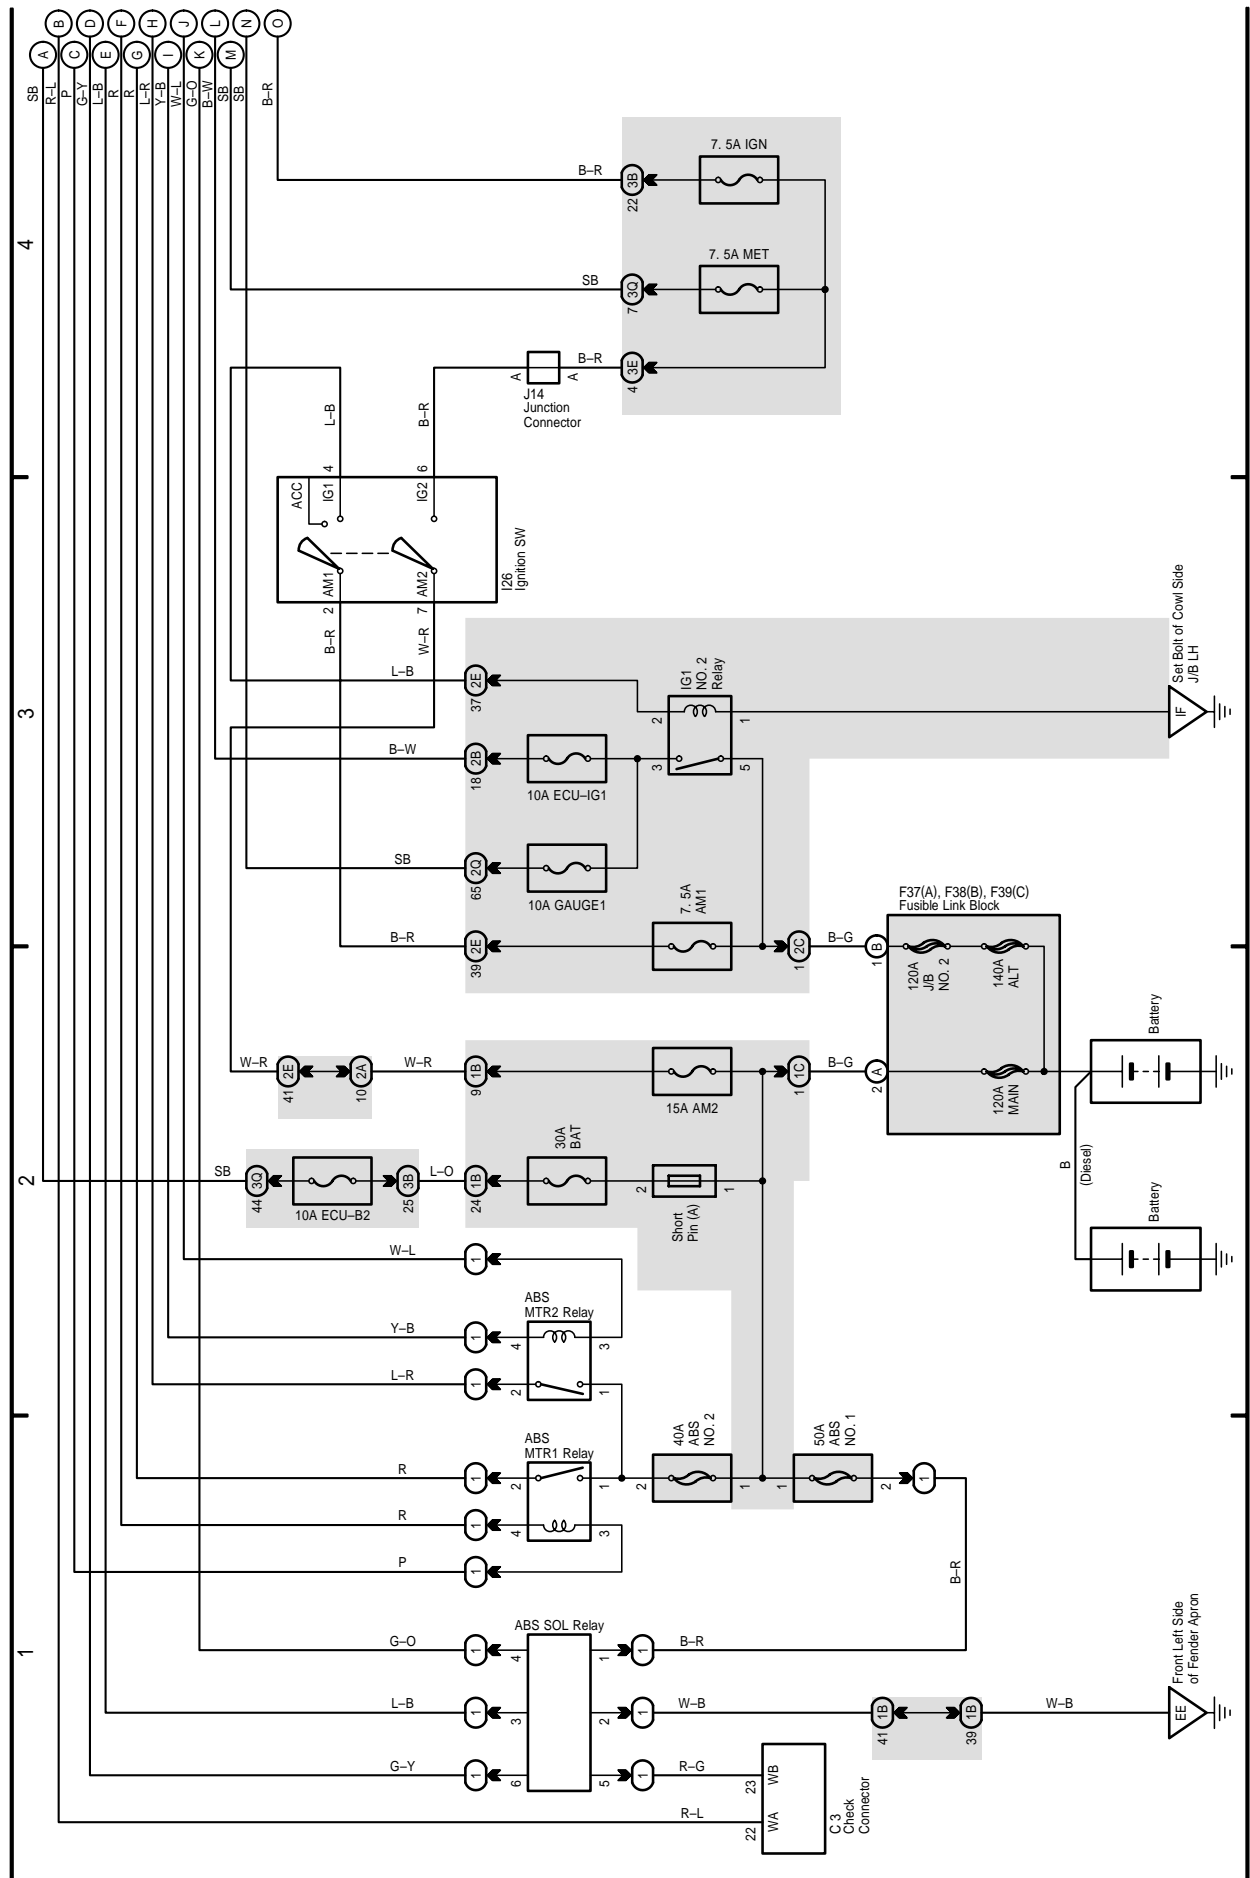 B
D
F
H
J
L
N
O
A
C
E
G
I
K
M
SB
R–L
P
G–Y
L–B
R
R
L–R
Y–B
W–L
G–O
B–W
SB
SB
B–R
4
7. 5A IGN
B–R
3B
22
7. 5A MET
SB
3Q
7
B–R
3E
4
A
A
J14
Junction
Connector
L–B
B–R
4
6
ACC
IG1
IG2
AM1
AM2
I26
Ignition SW
2
7
B–R
W–R
3
L–B
2E
37
IG1
NO. 2
Relay
2
1
3
5
B–W
2B
18
10A ECU–IG1
SB
2Q
65
10A GAUGE1
7. 5A
AM1
B–R
2E
39
2C
1
B–G
B
1
IF
Set Bolt of Cowl Side
J/B LH
F37(A), F38(B), F39(C)
Fusible Link Block
120A
J/B
NO. 2
140A
ALT
120A
MAIN
W–R
2E
41
2A
10
W–R
1B
9
15A AM2
1C
1
B–G
A
2
Battery
B
(Diesel)
Battery
2
SB
3Q
44
10A ECU–B2
3B
25
L–O
1B
24
30A
BAT
2
1
Short
Pin (A)
W–L
1
ABS
MTR2 Relay
Y–B
1
4
3
L–R
1
2
1
ABS
MTR1 Relay
R
1
2
1
40A
ABS
NO. 2
2
1
50A
ABS
NO. 1
1
2
1
R
1
4
3
P
1
B–R
1
ABS SOL Relay
G–O
1
4
1
1
B–R
L–B
1
3
2
1
W–B
1B
41
1B
39
W–B
EE
Front Left Side
of Fender Apron
G–Y
1
6
5
1
R–G
23
WB
R–L
22
WA
C 3
Check
Connector